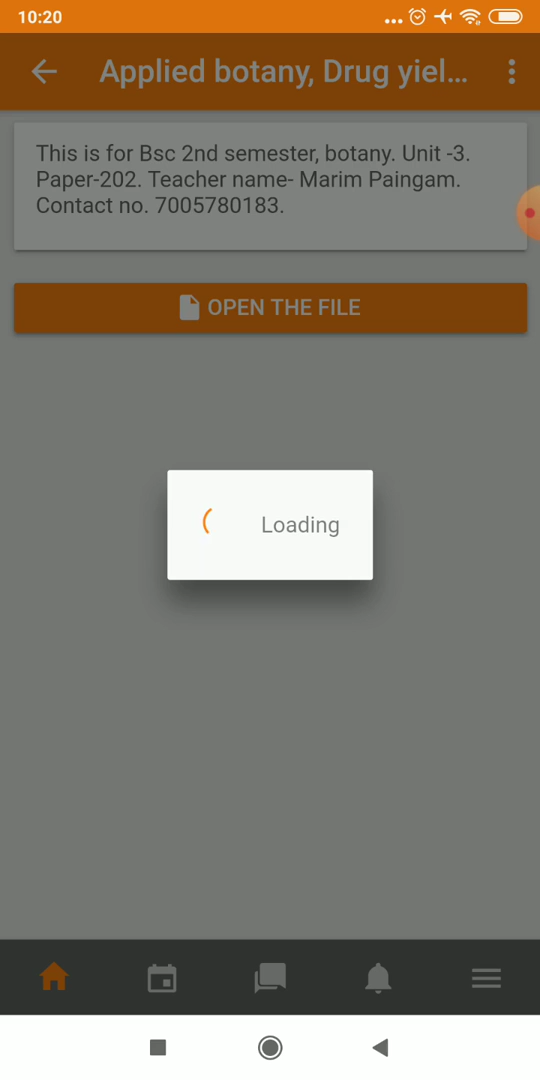 10:20
Applied botany, Drug yiel...
This is for Bsc 2nd semester, botany. Unit -3.
Paper-202. Teacher name- Marim Paingam.
Contact no. 7005780183.
OPEN THE FILE
Loading